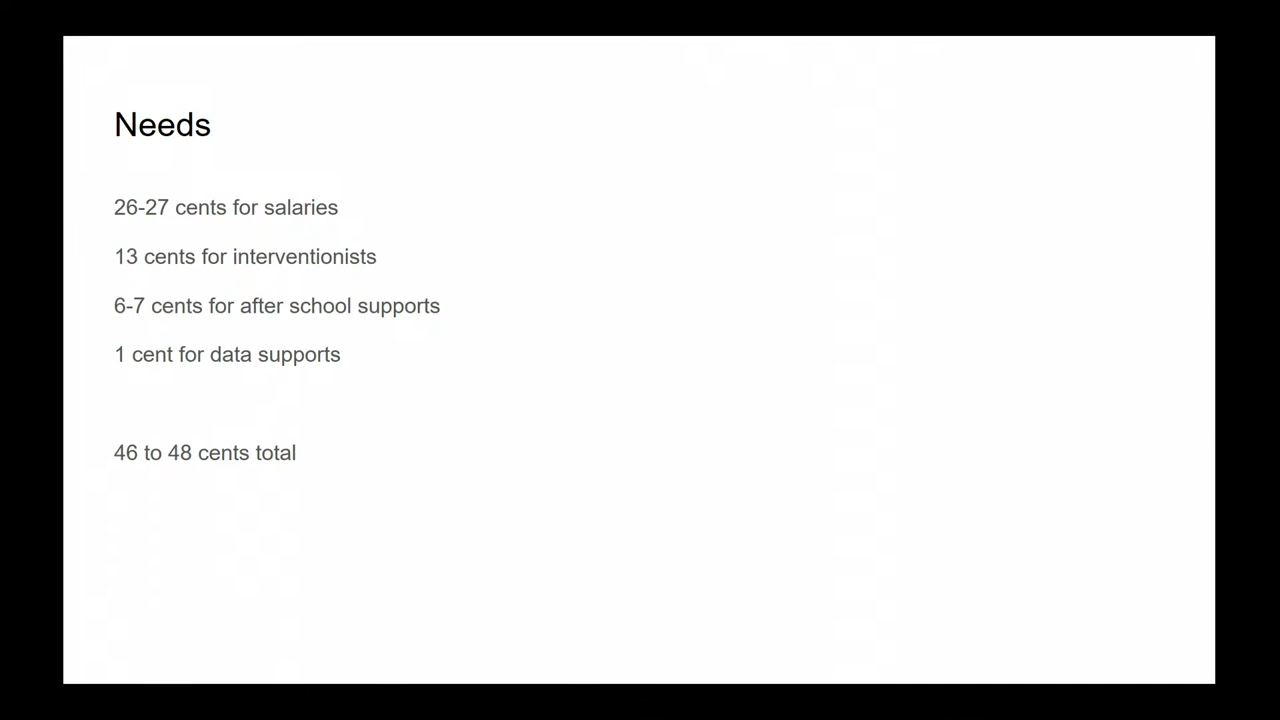 Needs
26-27 cents for salaries
13 cents for interventionists
6-7 cents for after school supports
1 cent for data supports
46 to 48 cents total